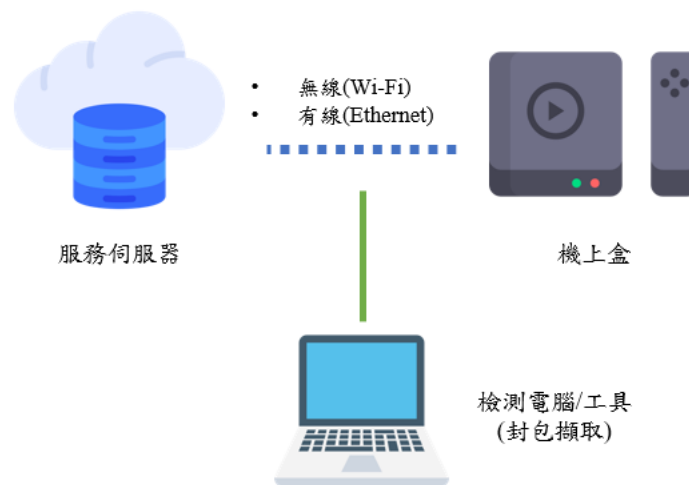 • 無線(Wi-Fi)
• 有線(Ethernet)
服務伺服器
機上盒
檢測電腦/工具
(封包擷取)